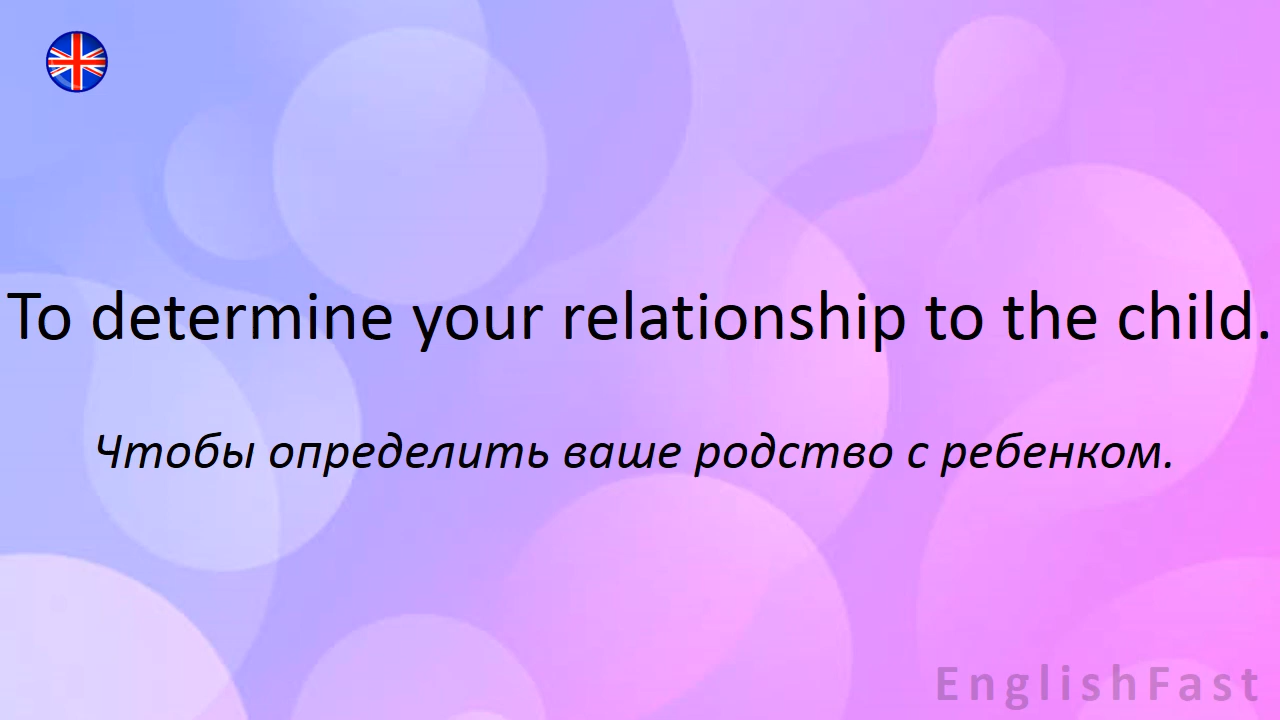 To determine your relationship to the child.
Чтобы определить ваше родство с ребенком.
EnglishFast